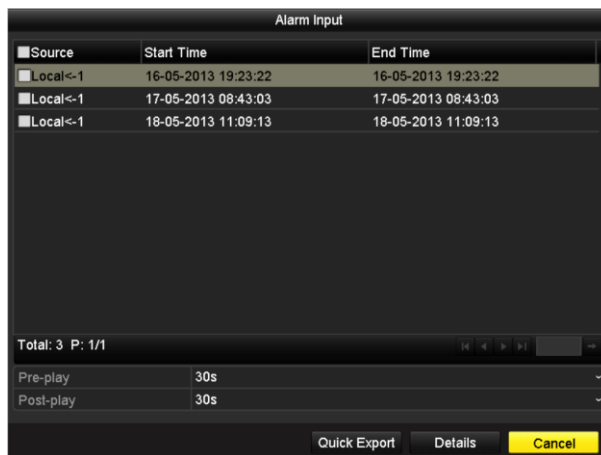 Alarm Input
Source Start Time End Time
Local<-1 16-05-2013 19:23:22 16-05-2013 19:23:22
Local<-1 17-05-2013 08:43:03 17-05-2013 08:43:03
Local<-1 18-05-2013 11:09:13 18-05-2013 11:09:13
Total: 3 P: 1/1
Pre-play 30s
Post-play 30s
Quick Export Details Cancel